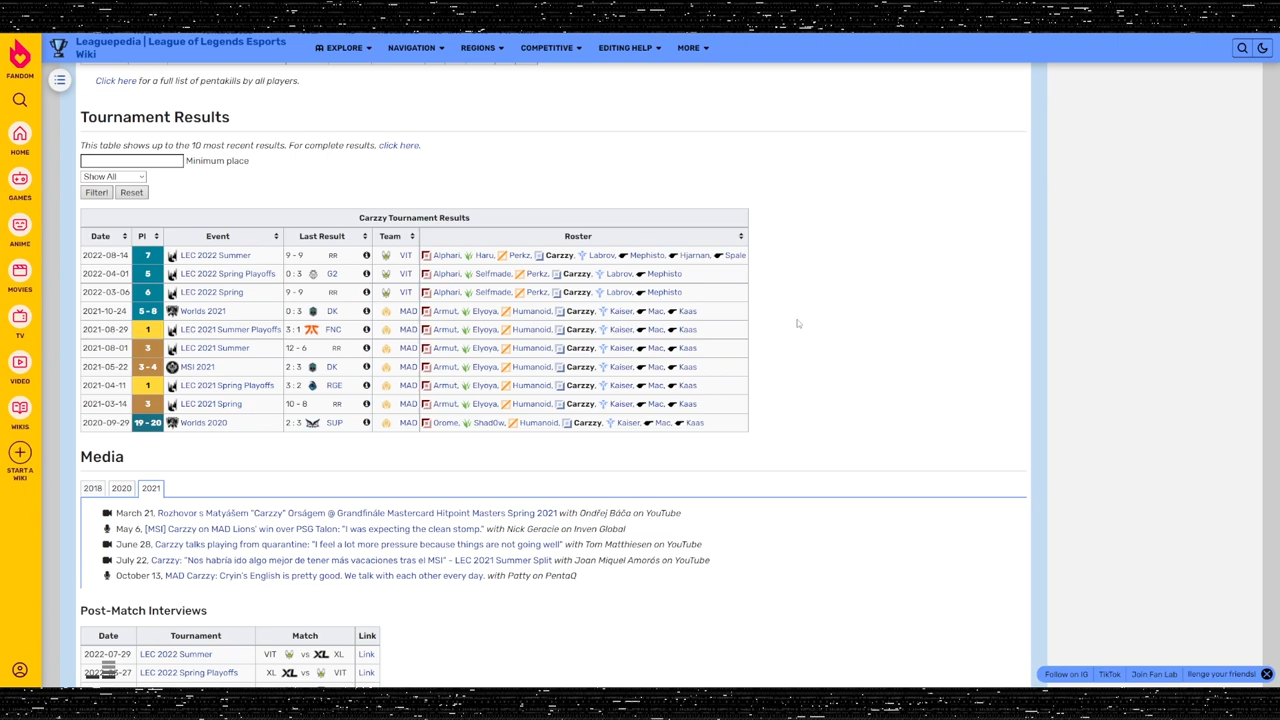 FANDOM
HOME
GAMES
ANIME
MOVIES
TV
VIDEO
WIKIS
START A
WIKI
Leaguepedia | League of Legends Esports
Wiki
EXPLORE NAVIGATION REGIONS COMPETITIVE EDITING HELP MORE
Click here for a full list of pentakills by all players.
Tournament Results
This table shows up to the 10 most recent results. For complete results, click here.
Minimum place
Show All
Filter! Reset
Carzzy Tournament Results
Date Pl Event Last Result Team Roster
2022-08-14 7 LEC 2022 Summer 9 - 9 RR VIT Alphari, Haru, Perkz, Carzzy, Labrov, Mephisto, Hjarnan, Spale
2022-04-01 5 LEC 2022 Spring Playoffs 0 : 3 G2 VIT Alphari, Selfmade, Perkz, Carzzy, Labrov, Mephisto
2022-03-06 6 LEC 2022 Spring 9 - 9 RR VIT Alphari, Selfmade, Perkz, Carzzy, Labrov, Mephisto
2021-10-24 5 - 8 Worlds 2021 0 : 3 DK MAD Armut, Elyoya, Humanoid, Carzzy, Kaiser, Mac, Kaas
2021-08-29 1 LEC 2021 Summer Playoffs 3 : 1 FNC MAD Armut, Elyoya, Humanoid, Carzzy, Kaiser, Mac, Kaas
2021-08-01 3 LEC 2021 Summer 12 - 6 RR MAD Armut, Elyoya, Humanoid, Carzzy, Kaiser, Mac, Kaas
2021-05-22 3 - 4 MSI 2021 2 : 3 DK MAD Armut, Elyoya, Humanoid, Carzzy, Kaiser, Mac, Kaas
2021-04-11 1 LEC 2021 Spring Playoffs 3 : 2 RGE MAD Armut, Elyoya, Humanoid, Carzzy, Kaiser, Mac, Kaas
2021-03-14 3 LEC 2021 Spring 10 - 8 RR MAD Armut, Elyoya, Humanoid, Carzzy, Kaiser, Mac, Kaas
2020-09-29 19 - 20 Worlds 2020 2 : 3 SUP MAD Orome, Shad0w, Humanoid, Carzzy, Kaiser, Mac, Kaas
Media
2018 2020 2021
March 21, Rozhovor s Matyášem "Carzzy" Orságem @ Grandfinále Mastercard Hitpoint Masters Spring 2021 with Ondřej Báča on YouTube
May 6, [MSI] Carzzy on MAD Lions' win over PSG Talon: "I was expecting the clean stomp." with Nick Geracie on Inven Global
June 28, Carzzy talks playing from quarantine: "I feel a lot more pressure because things are not going well" with Tom Matthiesen on YouTube
July 22, Carzzy: "Nos habría ido algo mejor de tener más vacaciones tras el MSI" - LEC 2021 Summer Split with Joan Miquel Amorós on YouTube
October 13, MAD Carzzy: Cryin's English is pretty good. We talk with each other every day. with Patty on PentaQ
Post-Match Interviews
Date Tournament Match Link
2022-07-29 LEC 2022 Summer VIT vs XL XL Link
LEC 2022 Spring Playoffs XL XL vs VIT Link
Follow on IG TikTok Join Fan Lab